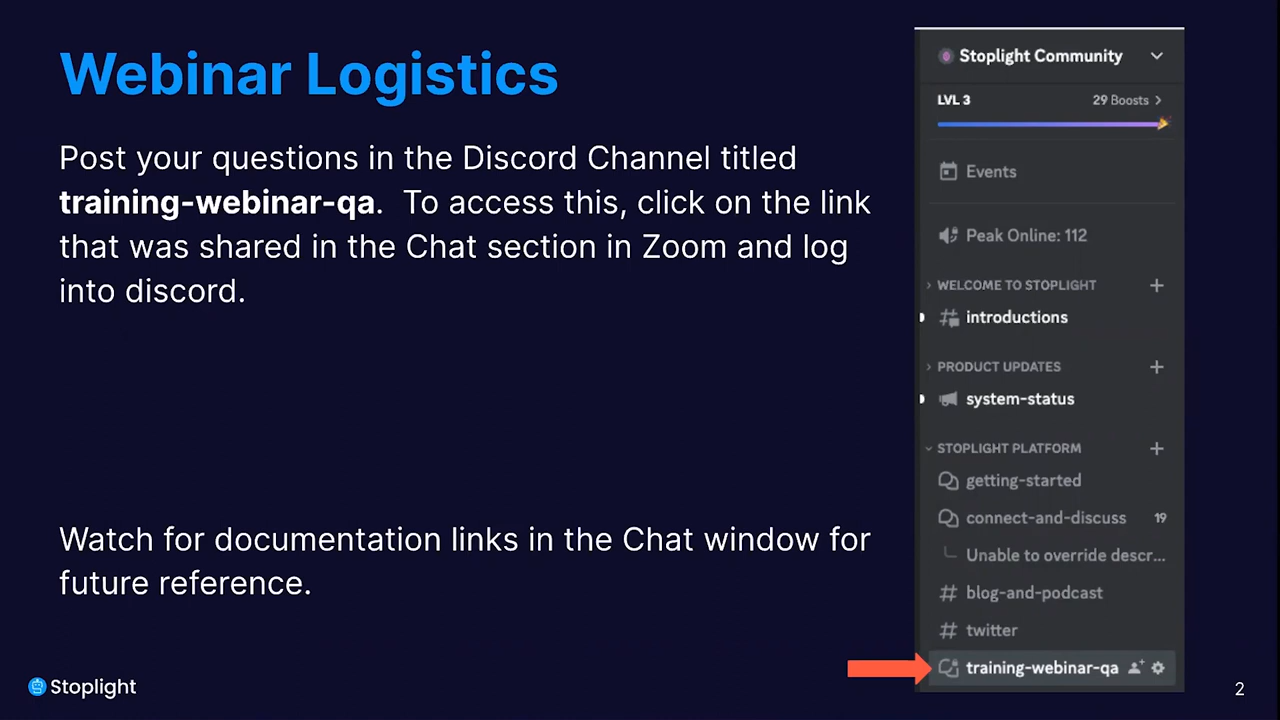 Webinar Logistics
Post your questions in the Discord Channel titled
training-webinar-qa.  To access this, click on the link
that was shared in the Chat section in Zoom and log
into discord.
Watch for documentation links in the Chat window for
future reference.
Stoplight Community
LVL 3 29 Boosts
Events
Peak Online: 112
WELCOME TO STOPLIGHT
introductions
PRODUCT UPDATES
system-status
STOPLIGHT PLATFORM
getting-started
connect-and-discuss 19
Unable to override descr...
# blog-and-podcast
# twitter
training-webinar-qa
Stoplight
2